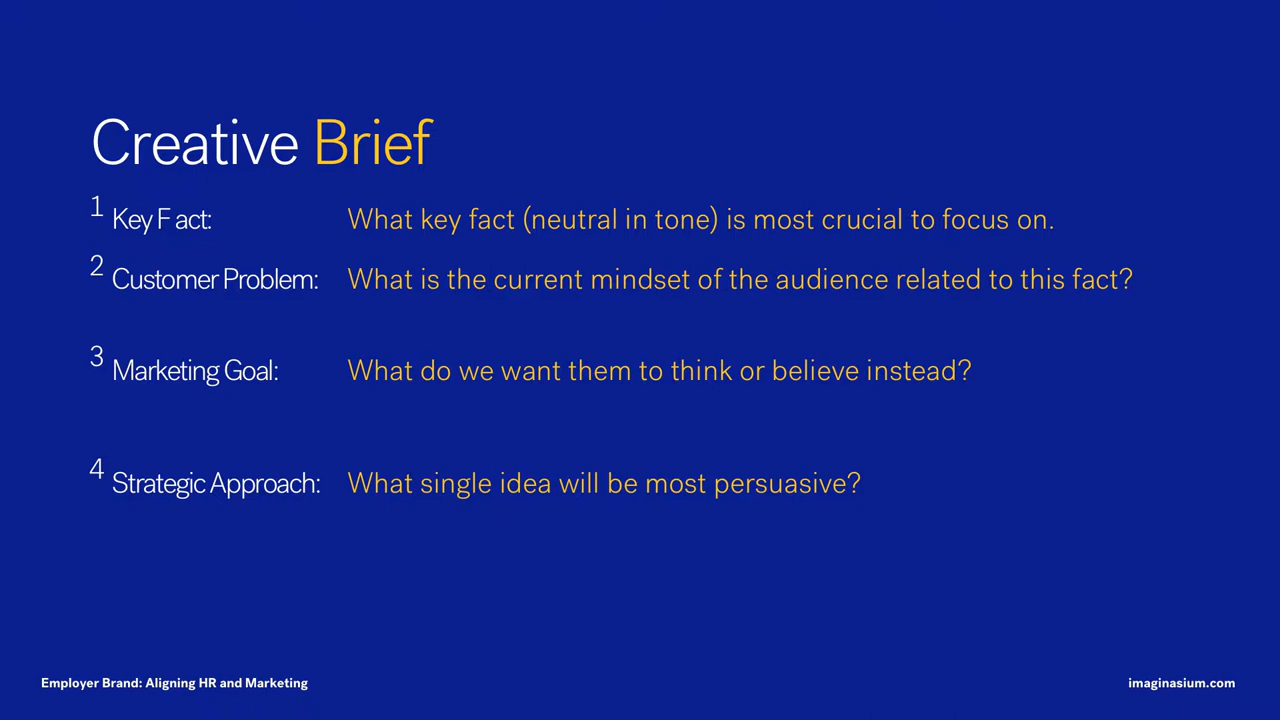 Creative Brief
1 Key F act: What key fact (neutral in tone) is most crucial to focus on.
2 Customer Problem: What is the current mindset of the audience related to this fact?
3 Marketing Goal: What do we want them to think or believe instead?
4 Strategic Approach: What single idea will be most persuasive?
Employer Brand: Aligning HR and Marketing
imaginasium.com